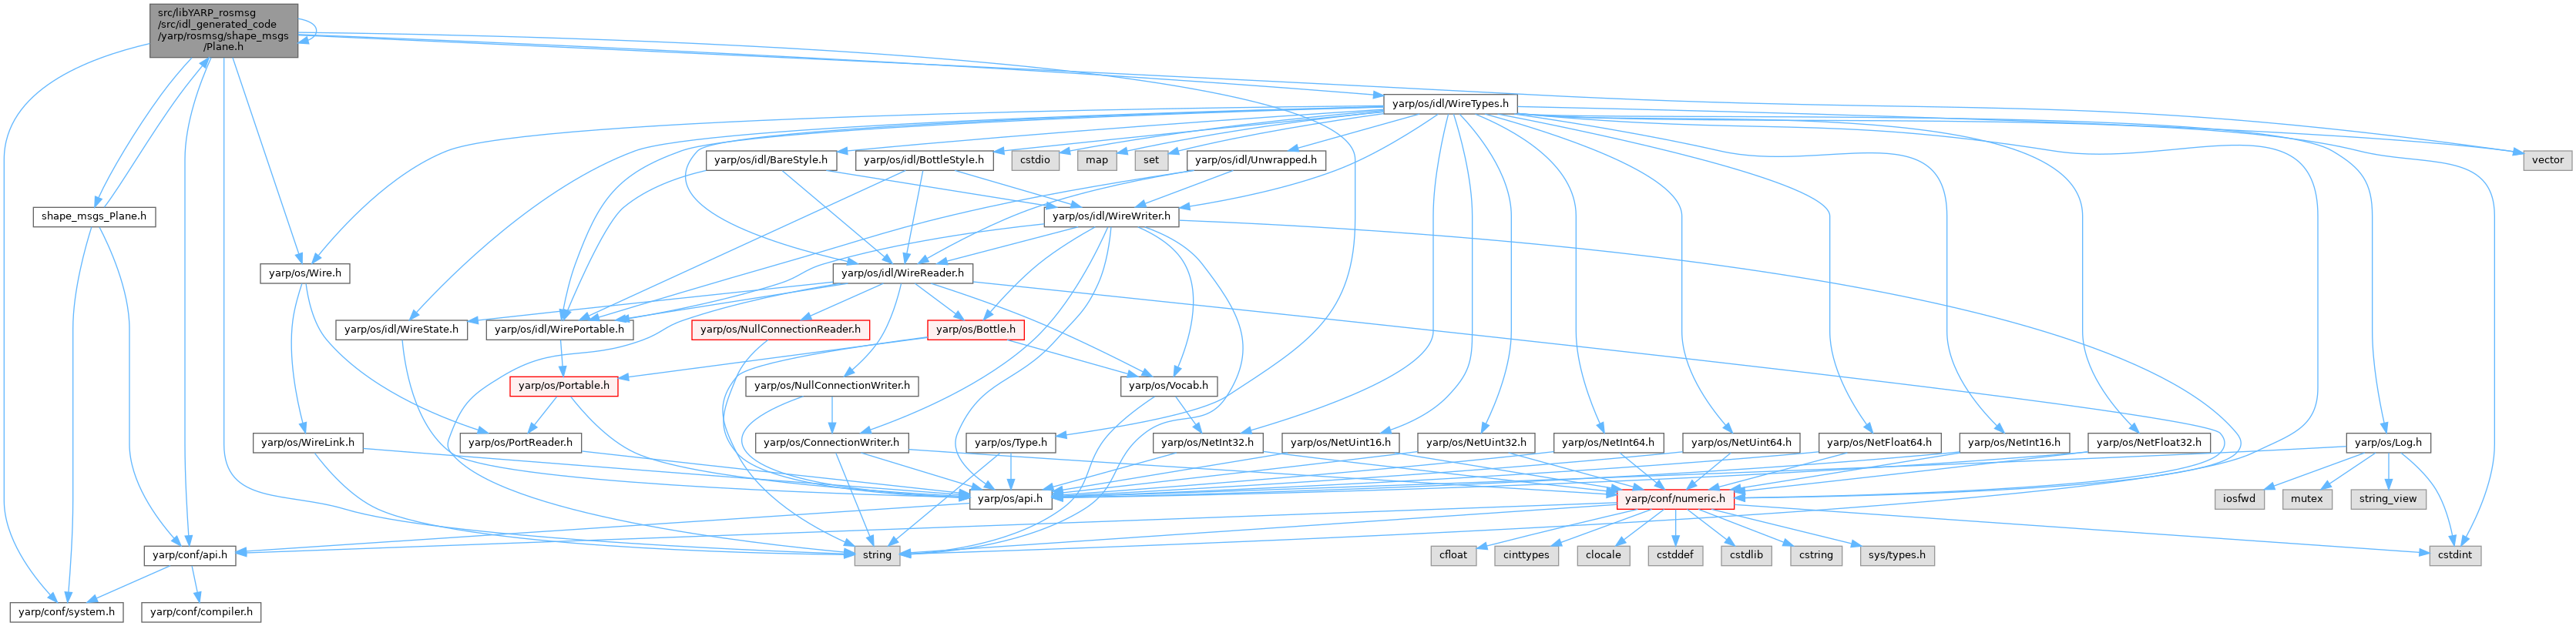 src/libYARP_rosmsg
/src/idl_generated_code
/yarp/rosmsg/shape_msgs
/Plane.h
yarp/os/idl/WireTypes.h
yarp/os/idl/BareStyle.h
yarp/os/idl/BottleStyle.h
cstdio
map
set
yarp/os/idl/Unwrapped.h
vector
shape_msgs_Plane.h
yarp/os/idl/WireWriter.h
yarp/os/Wire.h
yarp/os/idl/WireReader.h
yarp/os/idl/WireState.h
yarp/os/idl/WirePortable.h
yarp/os/NullConnectionReader.h
yarp/os/Bottle.h
yarp/os/Portable.h
yarp/os/NullConnectionWriter.h
yarp/os/Vocab.h
yarp/os/WireLink.h
yarp/os/PortReader.h
yarp/os/ConnectionWriter.h
yarp/os/Type.h
yarp/os/NetInt32.h
yarp/os/NetUint16.h
yarp/os/NetUint32.h
yarp/os/NetInt64.h
yarp/os/NetUint64.h
yarp/os/NetFloat64.h
yarp/os/NetInt16.h
yarp/os/NetFloat32.h
yarp/os/Log.h
yarp/os/api.h
yarp/conf/numeric.h
iosfwd
mutex
string_view
yarp/conf/api.h
string
cfloat
cinttypes
clocale
cstddef
cstdlib
cstring
sys/types.h
cstdint
yarp/conf/system.h
yarp/conf/compiler.h